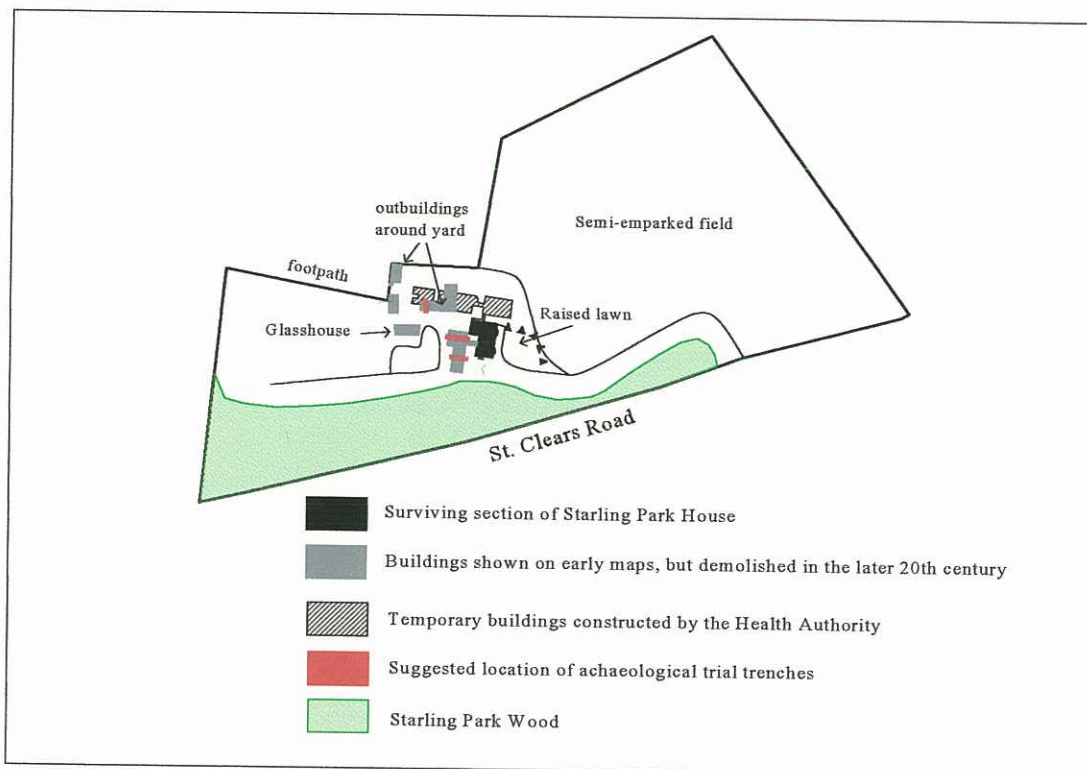 outbuildings
around yard
Semi-emparked field
footpath
Raised lawn
Glasshouse
St. Clears Road
Surviving section of Starling Park House
Buildings shown on early maps, but demolished in the later 20th century
Temporary buildings constructed by the Health Authority
Suggested location of achaeological trial trenches
Starling Park Wood